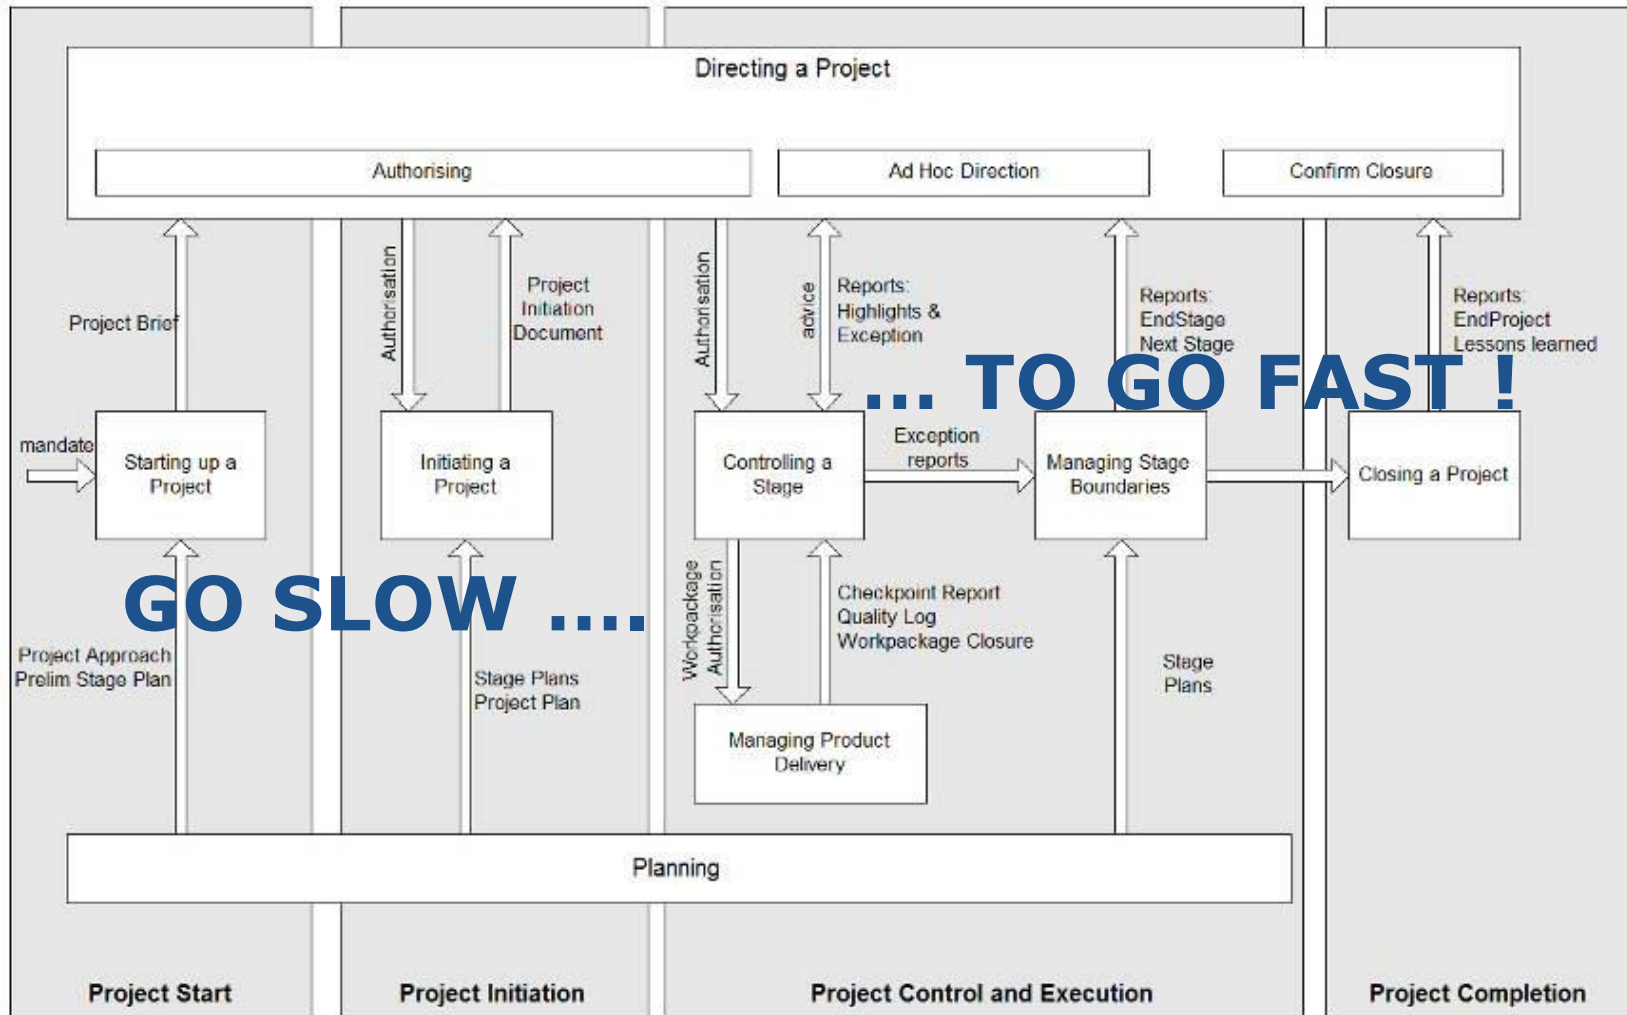 Directing a Project
Authorising
Ad Hoc Direction
Confirm Closure
Project Brief
Authorisation
Project
Initiation
Document
Authorisation
advice
Reports:
Highlights &
Exception
Reports:
EndStage
Next Stage
Reports:
EndProject
Lessons learned
... TO GO FAST !
mandate
Starting up a
Project
Initiating a
Project
Controlling a
Stage
Exception
reports
Managing Stage
Boundaries
Closing a Project
GO SLOW ....
Project Approach
Prelim Stage Plan
Stage Plans
Project Plan
Workpackage
Authorisation
Checkpoint Report
Quality Log
Workpackage Closure
Stage
Plans
Managing Product
Delivery
Planning
Project Start
Project Initiation
Project Control and Execution
Project Completion